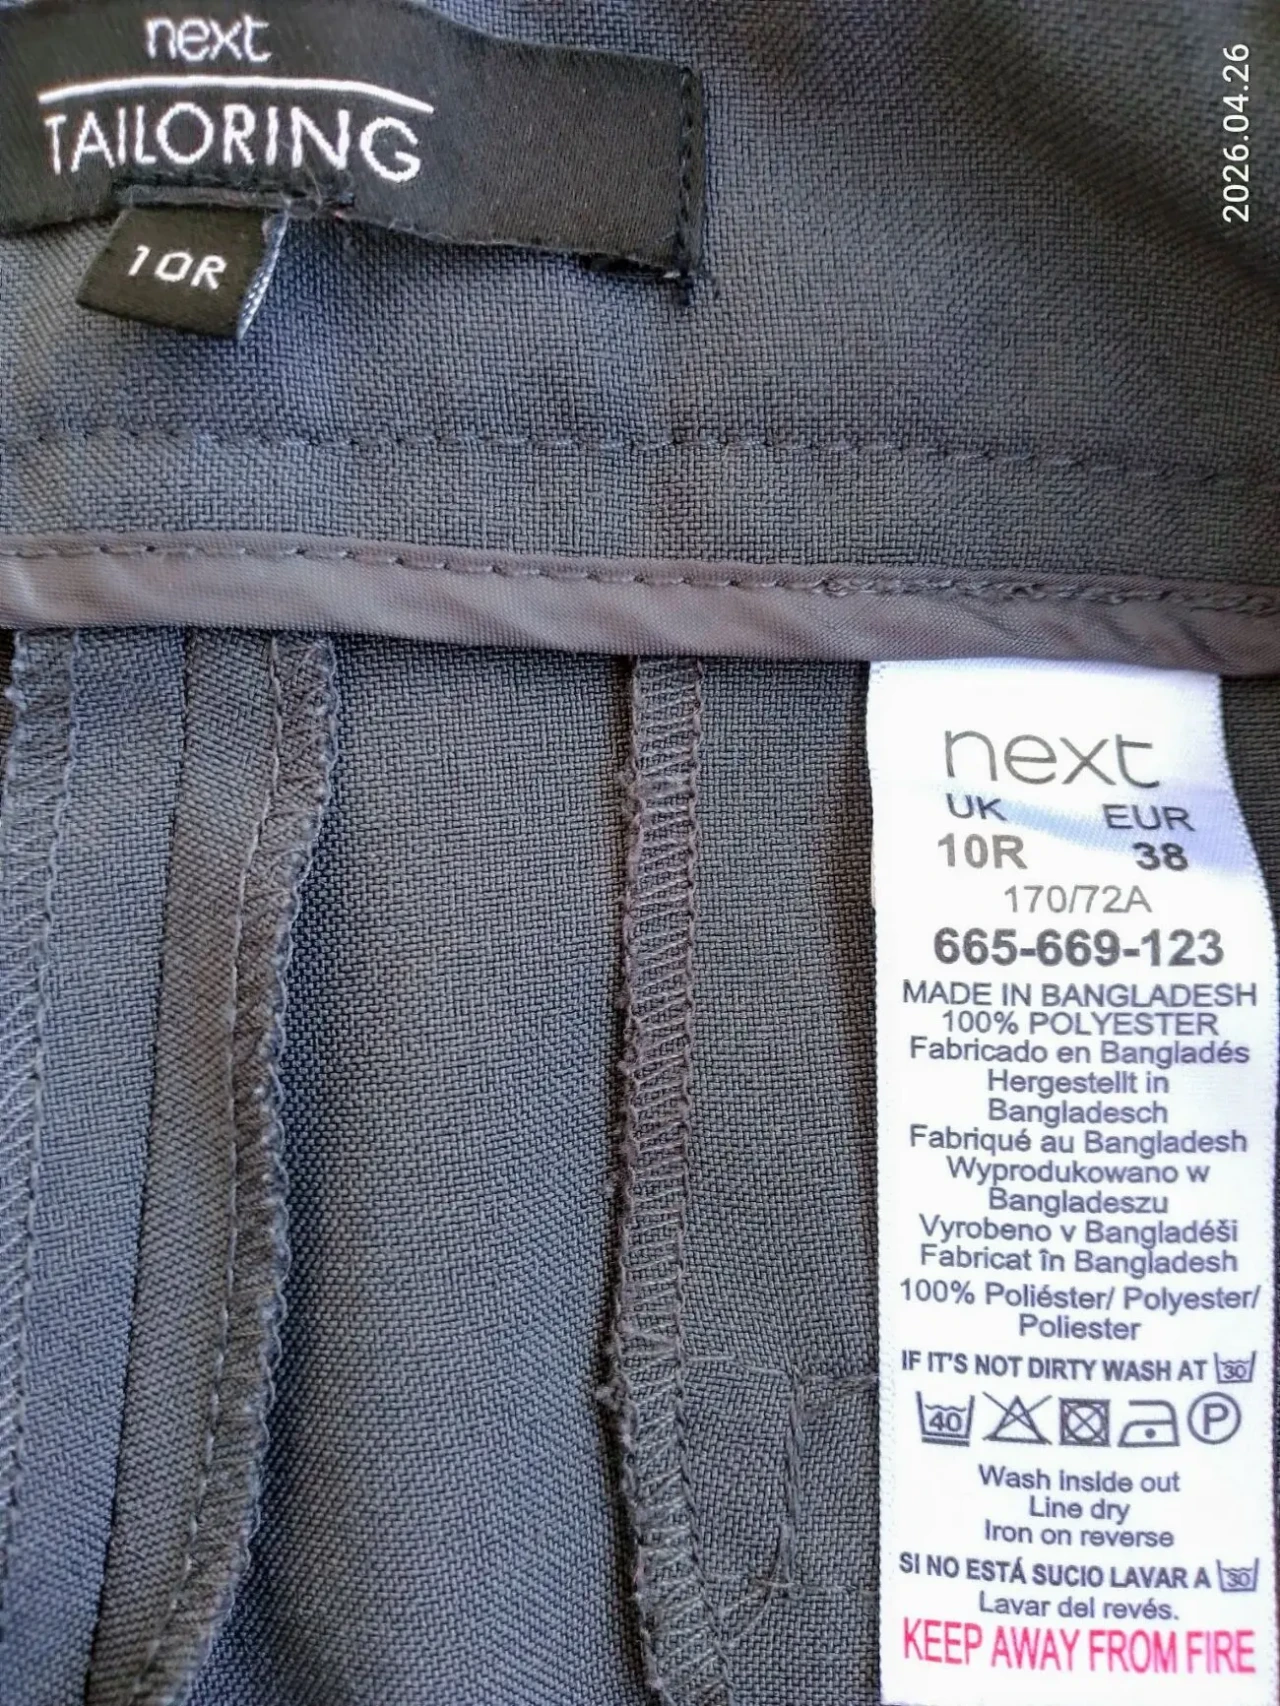 next
TAILORING
10R
2026.04.26
next
UK EUR
10R 38
170/72A
665-669-123
MADE IN BANGLADESH
100% POLYESTER
Fabricado en Bangladés
Hergestellt in
Bangladesch
Fabriqué au Bangladesh
Wyprodukowano w
Bangladeszu
Vyrobeno v Bangladéši
Fabricat în Bangladesh
100% Poliéster/ Polyester/
Poliester
IF IT'S NOT DIRTY WASH AT 30
40 P
Wash inside out
Line dry
Iron on reverse
SI NO ESTÁ SUCIO LAVAR A 30
Lavar del revés.
KEEP AWAY FROM FIRE